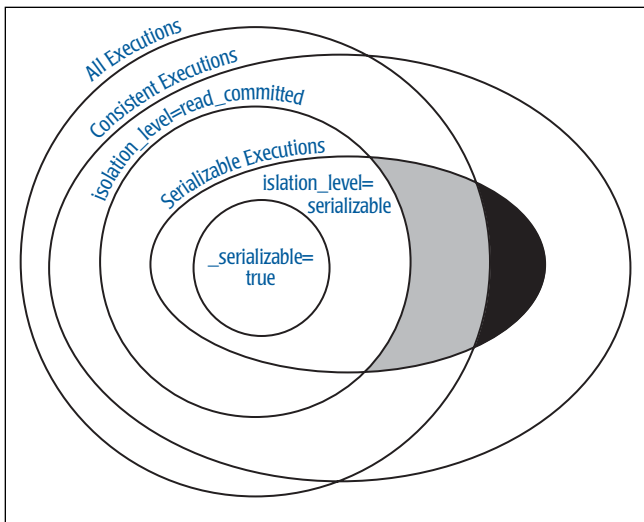 All Executions
Consistent Executions
isolation_level=read_committed
Serializable Executions
islation_level=
serializable
_serializable=
true